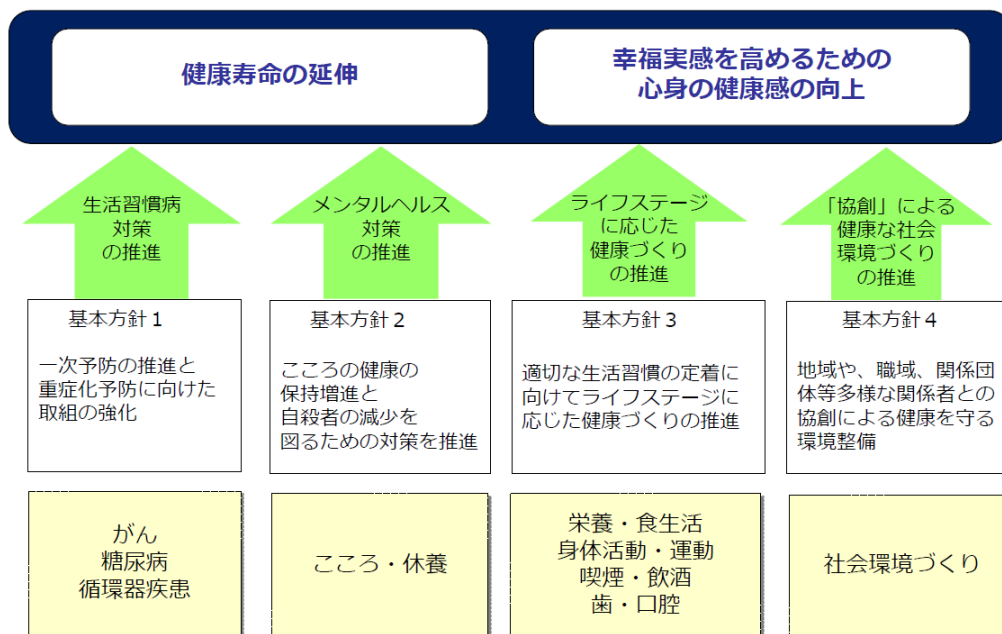 健康寿命の延伸
幸福実感を高めるための
心身の健康感の向上
生活習慣病
対策
の推進
メンタルヘルス
対策
の推進
ライフステージ
に応じた
健康づくり
の推進
「協創」による
健康な社会
環境づくり
の推進
基本方針1
一次予防の推進と
重症化予防に向けた
取組の強化
基本方針2
こころの健康の
保持増進と
自殺者の減少を
図るための対策を推進
基本方針3
適切な生活習慣の定着に
向けてライフステージに
応じた健康づくりの推進
基本方針4
地域や、職域、関係団
体等多様な関係者との
協創による健康を守る
環境整備
がん
糖尿病
循環器疾患
こころ・休養
栄養・食生活
身体活動・運動
喫煙・飲酒
歯・口腔
社会環境づくり